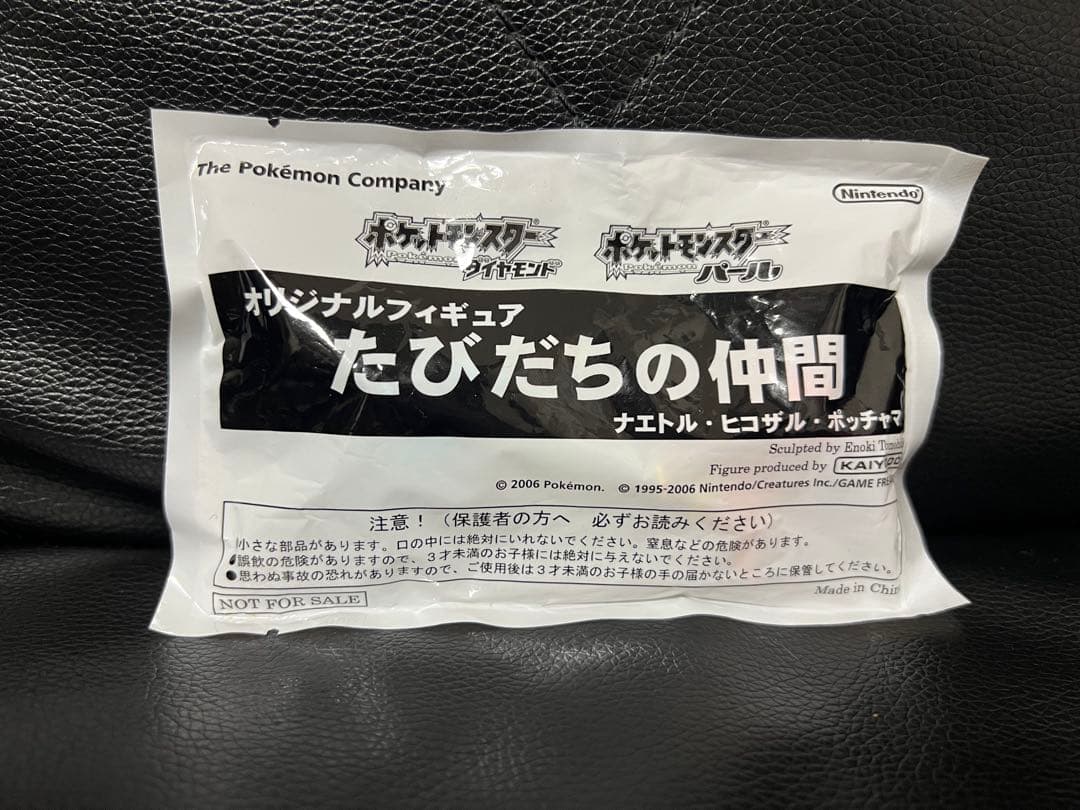 The Pokémon Company
Nintendo
ポケットモンスター
Pokémon
ダイヤモンド
ポケットモンスター
Pokémon
パール
オリジナルフィギュア
たびだちの仲間
ナエトル・ヒコザル・ポッチャマ
Sculpted by Enoki
Figure produced by
© 2006 Pokémon. © 1995-2006 Nintendo/Creatures Inc./GAME
注意！（保護者の方へ 必ずお読みください）
小さな部品があります。口の中には絶対にいれないでください。窒息などの危険があります。
●誤飲の危険がありますので、３才未満のお子様には絶対に与えないでください。
●思わぬ事故の恐れがありますので、ご使用後は３才未満のお子様の手の届かないところに保管してください。
NOT FOR SALE
Made in